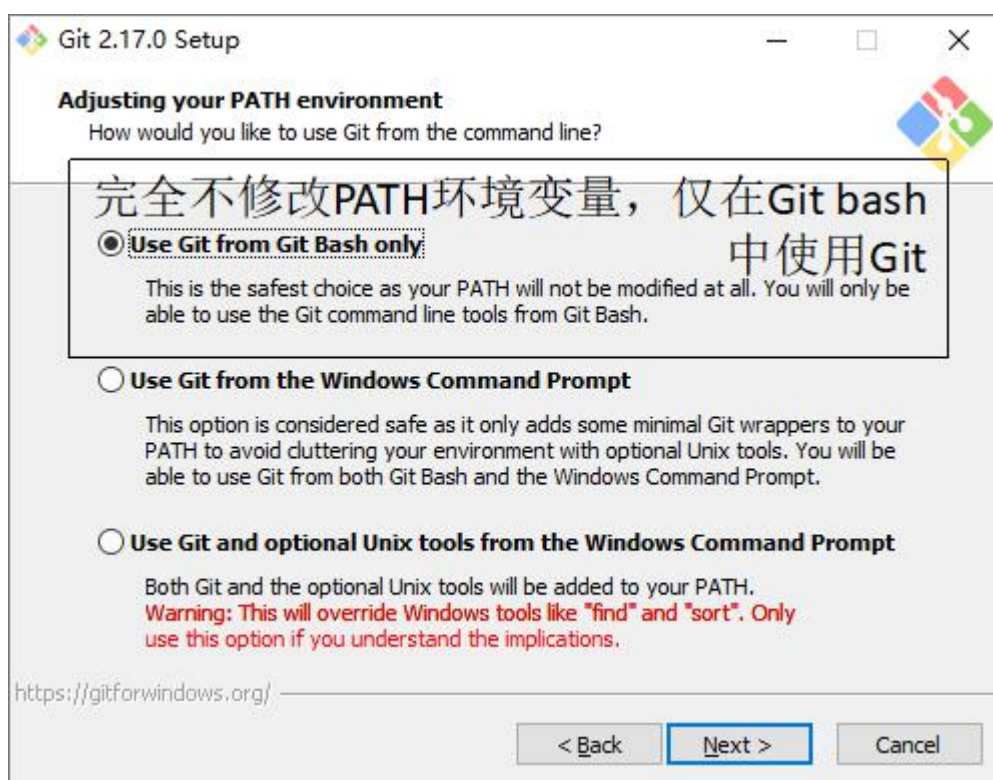 Git 2.17.0 Setup
Adjusting your PATH environment
How would you like to use Git from the command line?
完全不修改PATH环境变量，仅在Git bash
中使用Git
Use Git from Git Bash only
This is the safest choice as your PATH will not be modified at all. You will only be
able to use the Git command line tools from Git Bash.
Use Git from the Windows Command Prompt
This option is considered safe as it only adds some minimal Git wrappers to your
PATH to avoid cluttering your environment with optional Unix tools. You will be
able to use Git from both Git Bash and the Windows Command Prompt.
Use Git and optional Unix tools from the Windows Command Prompt
Both Git and the optional Unix tools will be added to your PATH.
Warning: This will override Windows tools like "find" and "sort". Only
use this option if you understand the implications.
https://gitforwindows.org/
< Back
Next >
Cancel